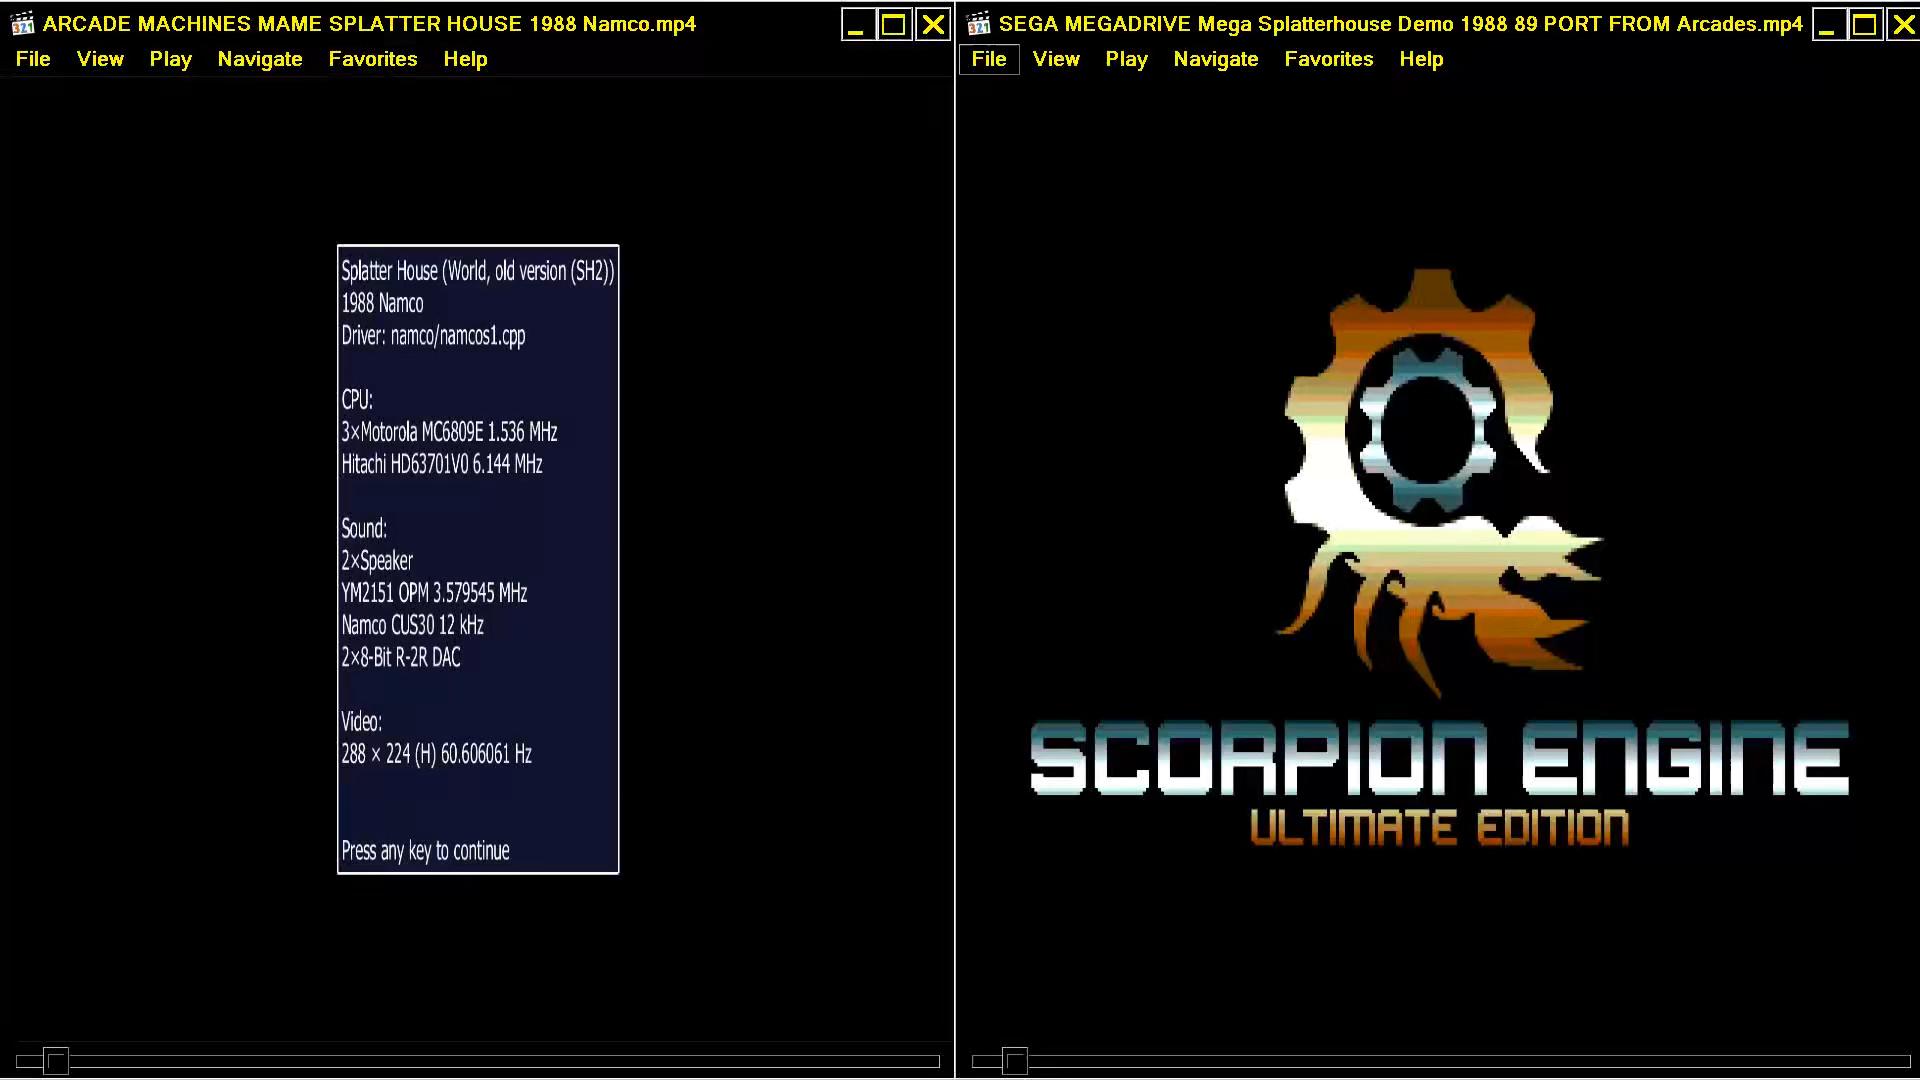 ARCADE MACHINES MAME SPLATTER HOUSE 1988 Namco.mp4
File View Play Navigate Favorites Help
Splatter House (World, old version (SH2))
1988 Namco
Driver: namco/namcos1.cpp
CPU:
3×Motorola MC6809E 1.536 MHz
Hitachi HD63701V0 6.144 MHz
Sound:
2×Speaker
YM2151 OPM 3.579545 MHz
Namco CUS30 12 kHz
2×8-Bit R-2R DAC
Video:
288 × 224 (H) 60.606061 Hz
Press any key to continue
SEGA MEGADRIVE Mega Splatterhouse Demo 1988 89 PORT FROM Arcades.mp4
File View Play Navigate Favorites Help
SCORPION ENGINE
ULTIMATE EDITION